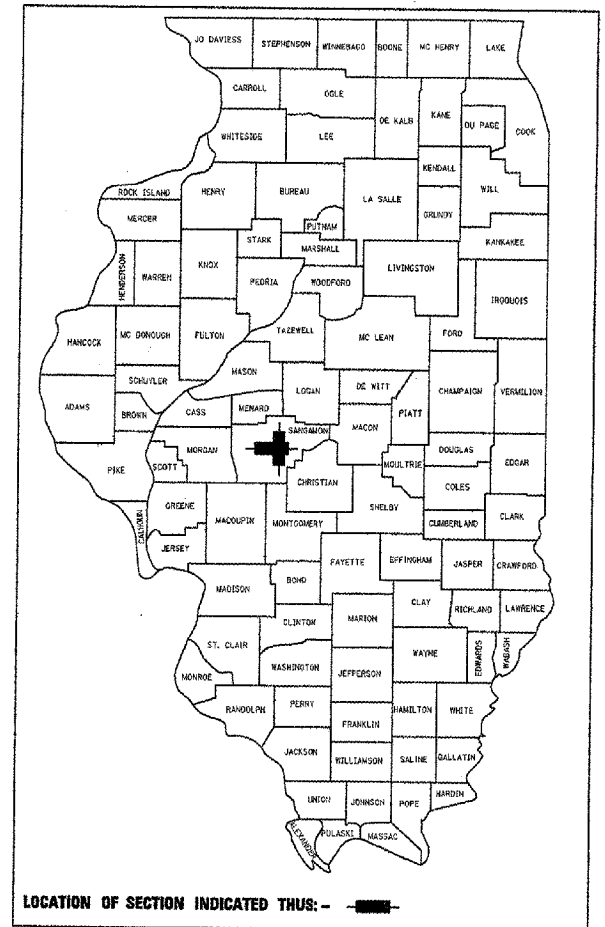 JO DAVIESS STEPHENSON WINNEBAGO BOONE MC HENRY LAKE
CARROLL OGLE DE KALB KANE DU PAGE COOK
WHITESIDE LEE
KENDALL
ROCK ISLAND HENRY BUREAU LA SALLE GRUNDY WILL
MERCER PUTNAM
STARK MARSHALL KANKAKEE
HENDERSON WARREN KNOX PEORIA WOODFORD LIVINGSTON
IROQUOIS
HANCOCK MC DONOUGH FULTON TAZEWELL MC LEAN FORD
MASON
SCHUYLER LOGAN DE WITT CHAMPAIGN VERMILION
ADAMS BROWN CASS MENARD MACON PIATT
SANGAMON
PIKE SCOTT MORGAN MOULTRIE DOUGLAS EDGAR
CHRISTIAN COLES
GREENE MACOUPIN MONTGOMERY SHELBY CUMBERLAND CLARK
CALHOUN JERSEY
FAYETTE EFFINGHAM JASPER CRAWFORD
MADISON BOND
CLAY RICHLAND LAWRENCE
CLINTON MARION
ST. CLAIR WAYNE EDWARDS WABASH
WASHINGTON JEFFERSON
MONROE
RANDOLPH PERRY HAMILTON WHITE
FRANKLIN
JACKSON WILLIAMSON SALINE GALLATIN
UNION JOHNSON POPE HARDIN
ALEXANDER PULASKI MASSAC
LOCATION OF SECTION INDICATED THUS:-